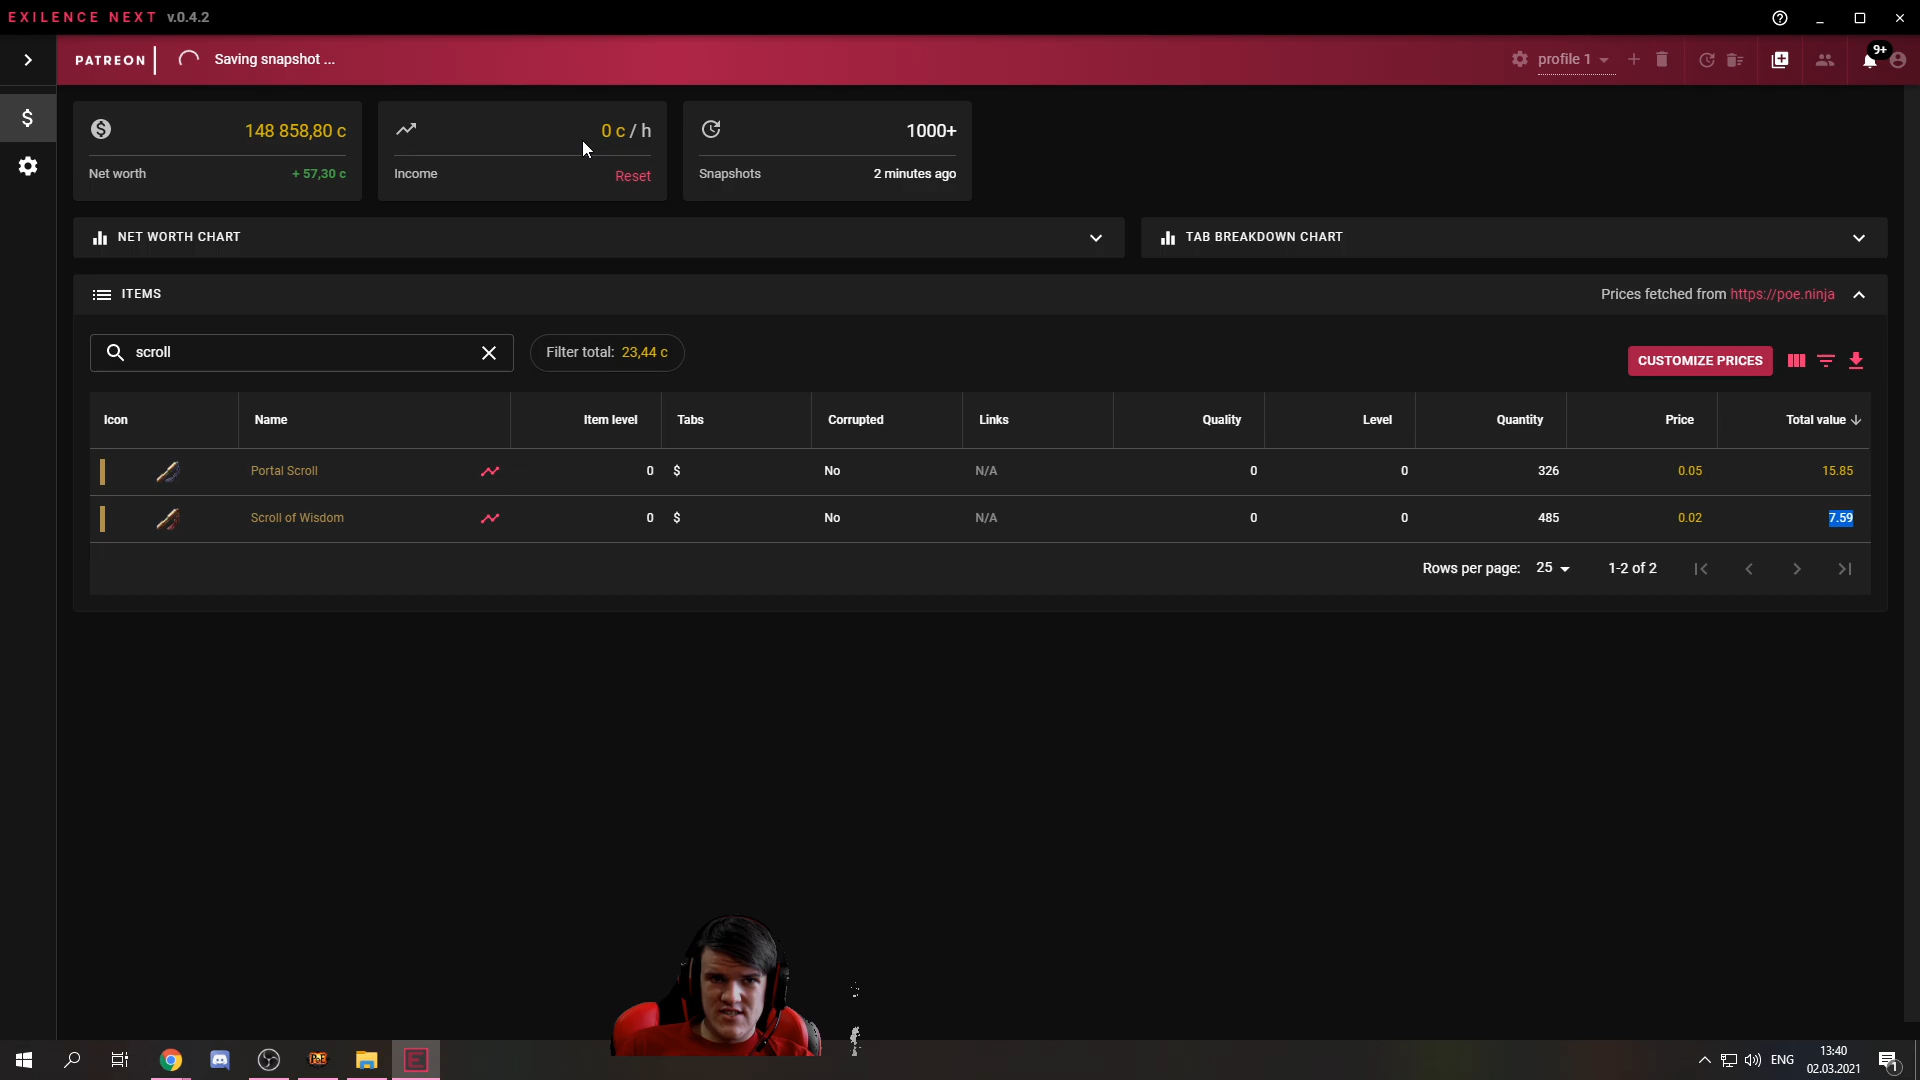 EXILENCE NEXT v.0.4.2
PATREON
Saving snapshot ...
profile 1
9+
148 858,80 c
Net worth
+ 57,30 c
0 c / h
Income
Reset
1000+
Snapshots
2 minutes ago
NET WORTH CHART
TAB BREAKDOWN CHART
ITEMS
Prices fetched from https://poe.ninja
scroll
Filter total: 23,44 c
CUSTOMIZE PRICES
Icon Name Item level Tabs Corrupted Links Quality Level Quantity Price Total value
Portal Scroll 0 $ No N/A 0 0 326 0.05 15.85
Scroll of Wisdom 0 $ No N/A 0 0 485 0.02 7.59
Rows per page: 25 1-2 of 2
PoE
E
ENG
13:40
02.03.2021
1